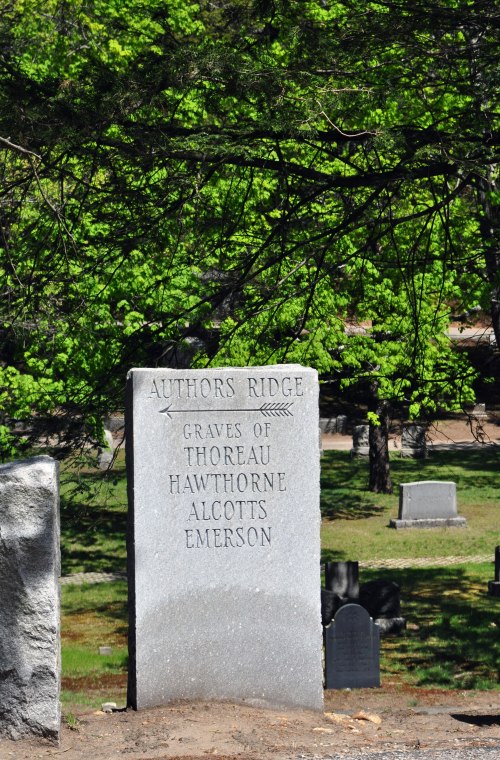 AUTHORS RIDGE
GRAVES OF
THOREAU
HAWTHORNE
ALCOTTS
EMERSON